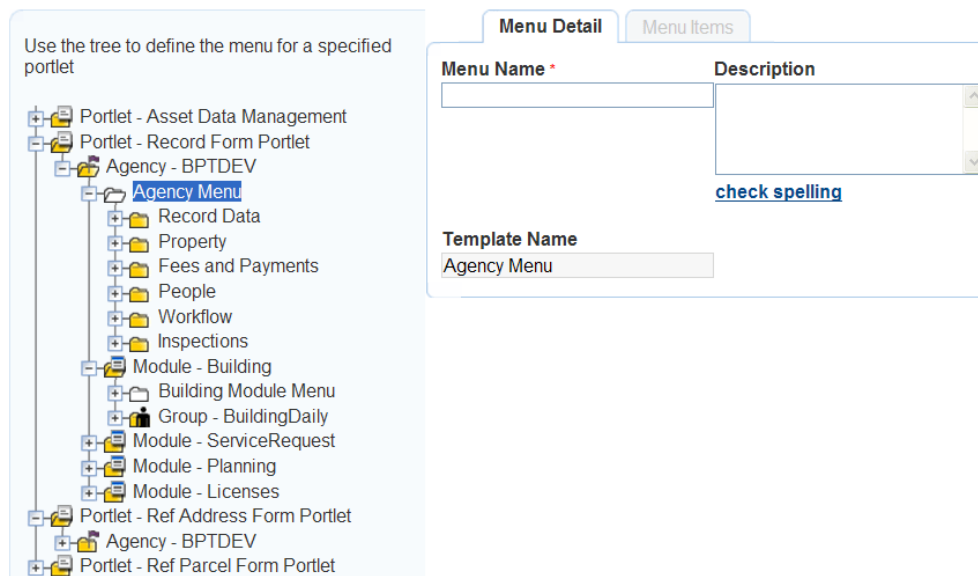 Use the tree to define the menu for a specified
portlet
Portlet - Asset Data Management
Portlet - Record Form Portlet
Agency - BPTDEV
Agency Menu
Record Data
Property
Fees and Payments
People
Workflow
Inspections
Module - Building
Building Module Menu
Group - BuildingDaily
Module - ServiceRequest
Module - Planning
Module - Licenses
Portlet - Ref Address Form Portlet
Agency - BPTDEV
Portlet - Ref Parcel Form Portlet
Menu Detail
Menu Items
Menu Name *
Description
check spelling
Template Name
Agency Menu